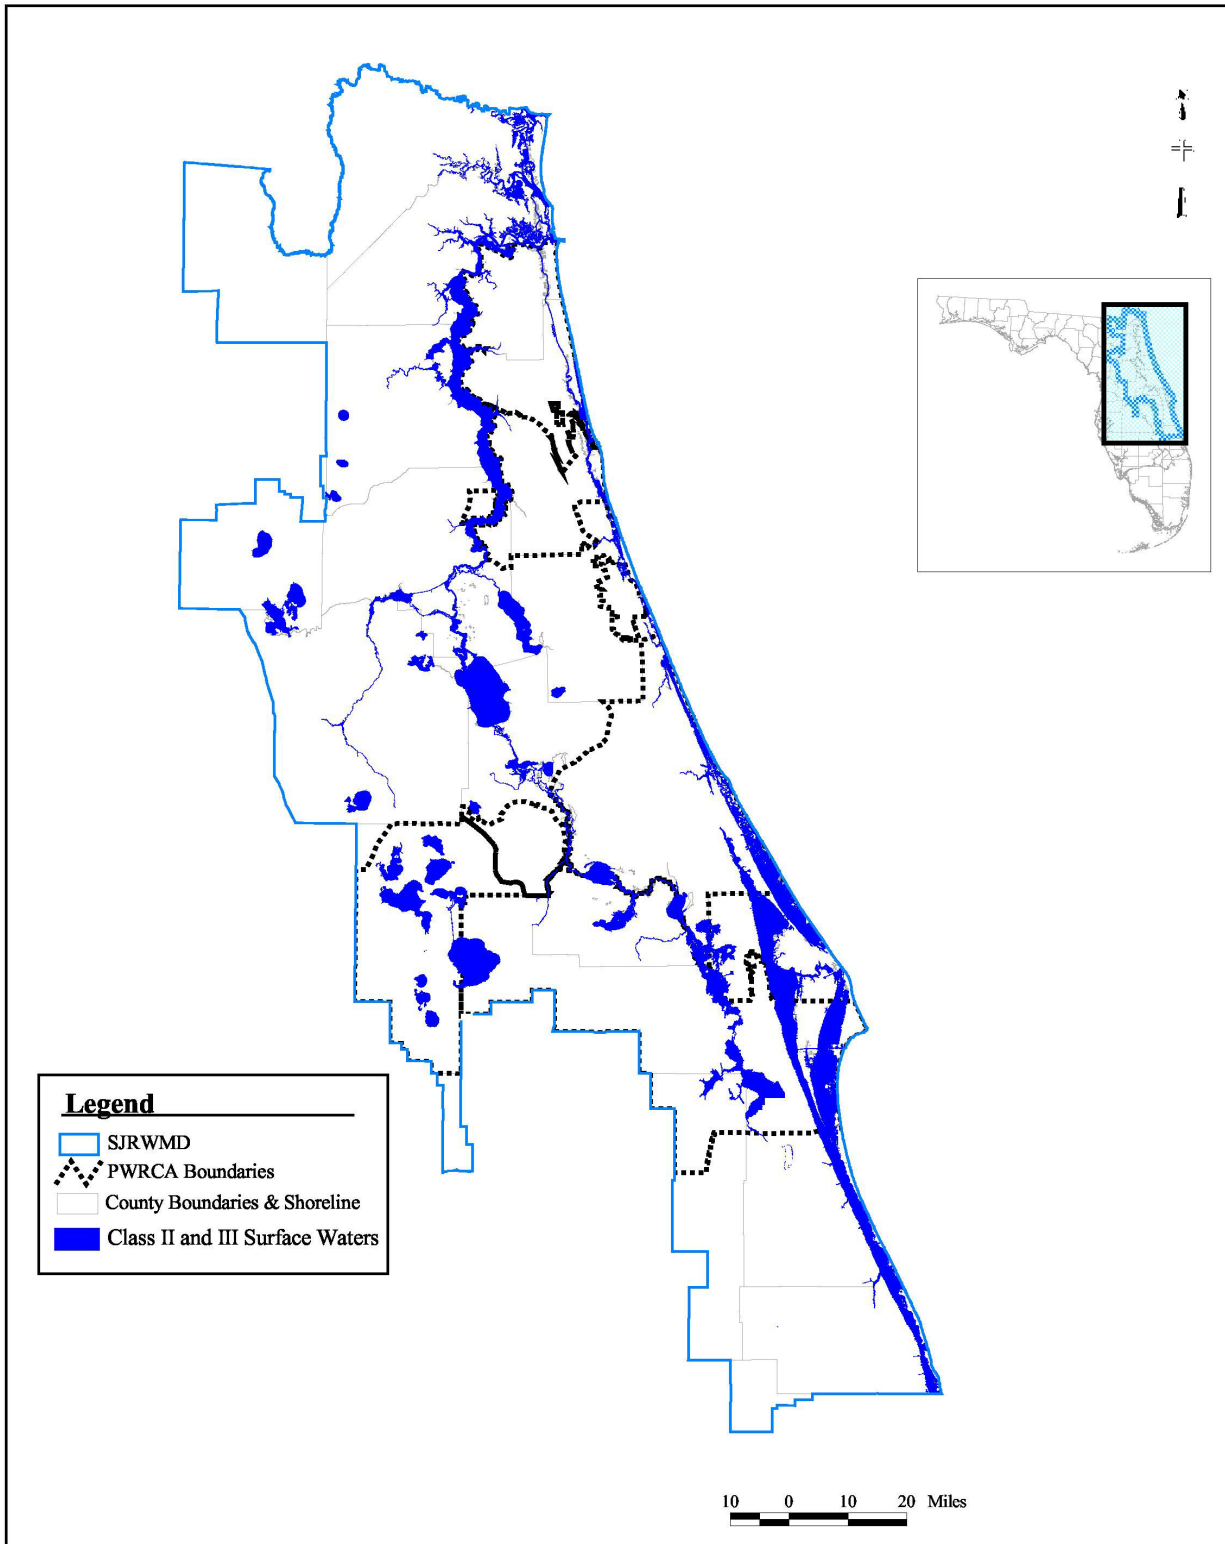 Legend
SJRWMD
PWRCA Boundaries
County Boundaries & Shoreline
Class II and III Surface Waters
10 0 10 20 Miles